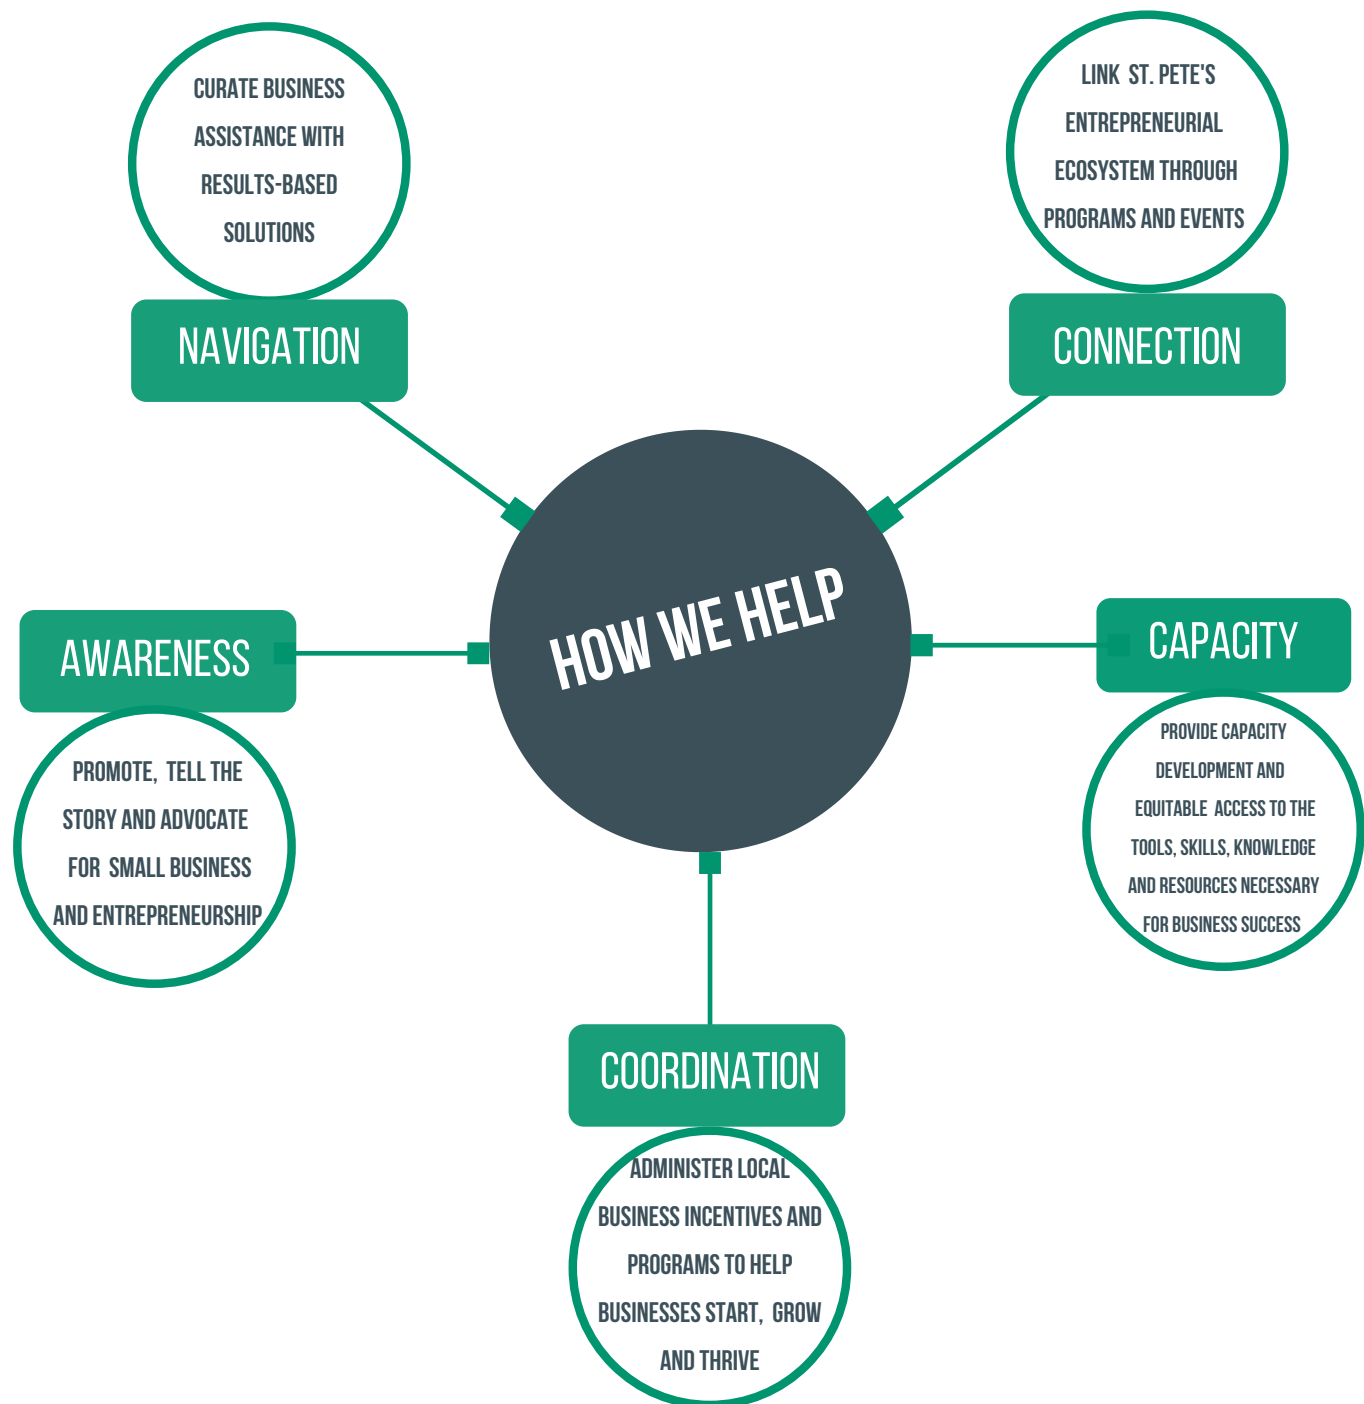 CURATE BUSINESS
ASSISTANCE WITH
RESULTS-BASED
SOLUTIONS
NAVIGATION
LINK ST. PETE'S
ENTREPRENEURIAL
ECOSYSTEM THROUGH
PROGRAMS AND EVENTS
CONNECTION
HOW WE HELP
AWARENESS
PROMOTE, TELL THE
STORY AND ADVOCATE
FOR SMALL BUSINESS
AND ENTREPRENEURSHIP
CAPACITY
PROVIDE CAPACITY
DEVELOPMENT AND
EQUITABLE ACCESS TO THE
TOOLS, SKILLS, KNOWLEDGE
AND RESOURCES NECESSARY
FOR BUSINESS SUCCESS
COORDINATION
ADMINISTER LOCAL
BUSINESS INCENTIVES AND
PROGRAMS TO HELP
BUSINESSES START, GROW
AND THRIVE